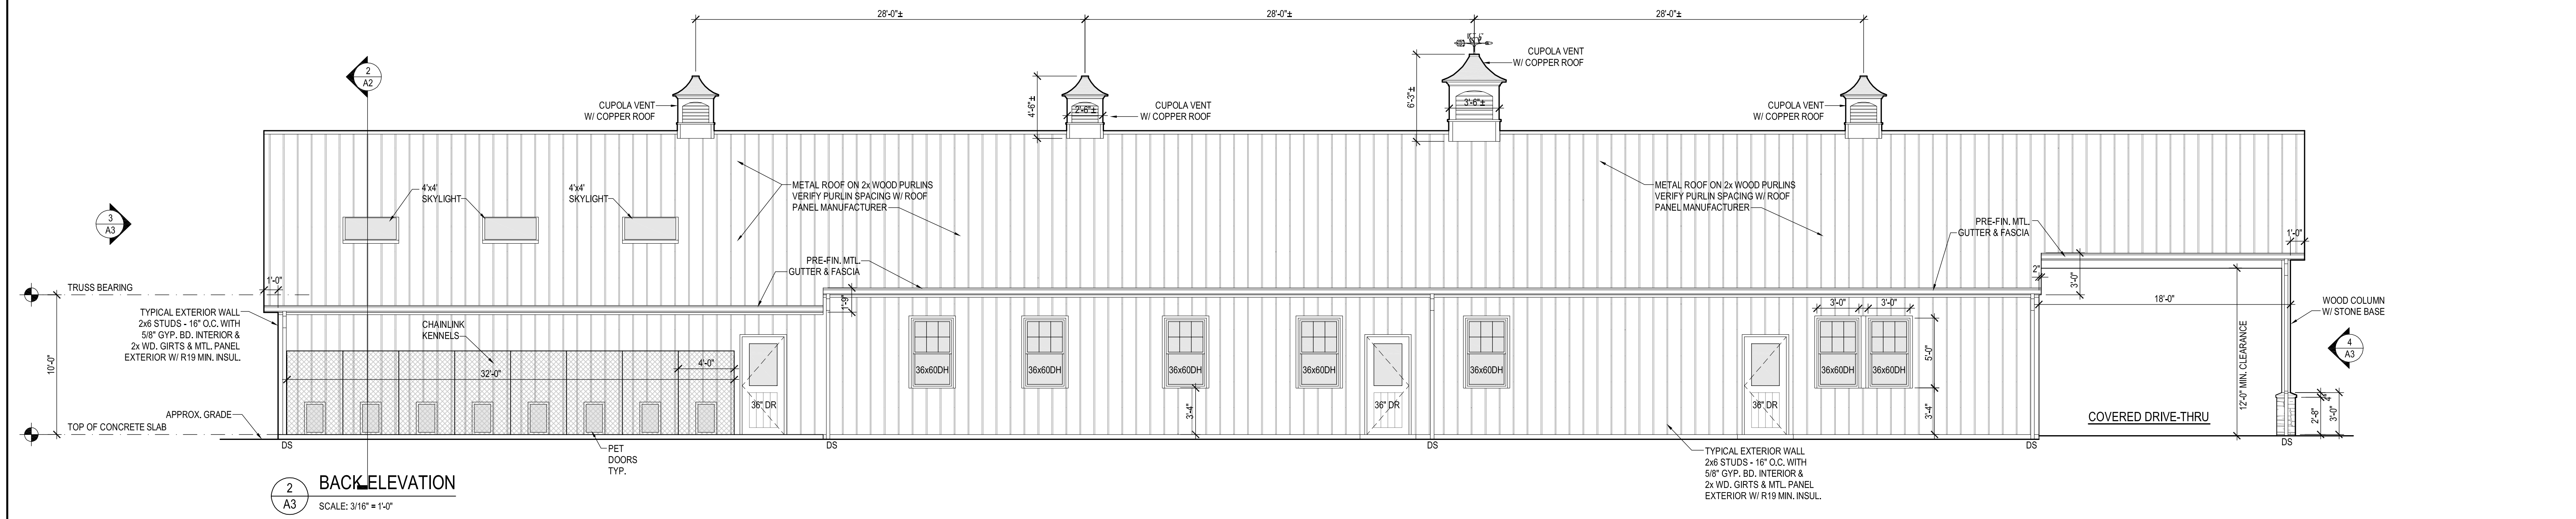 28'-0"±
28'-0"±
28'-0"±
2
A2
CUPOLA VENT
W/ COPPER ROOF
4'-6"±
2'-6"±
CUPOLA VENT
W/ COPPER ROOF
6'-3"±
3'-6"±
CUPOLA VENT
W/ COPPER ROOF
CUPOLA VENT
W/ COPPER ROOF
4'x4'
SKYLIGHT
4'x4'
SKYLIGHT
METAL ROOF ON 2x WOOD PURLINS
VERIFY PURLIN SPACING W/ ROOF
PANEL MANUFACTURER
METAL ROOF ON 2x WOOD PURLINS
VERIFY PURLIN SPACING W/ ROOF
PANEL MANUFACTURER
3
A3
PRE-FIN. MTL.
GUTTER & FASCIA
1'-0"
PRE-FIN. MTL.
GUTTER & FASCIA
1'-0"
2"
3'-0"
TRUSS BEARING
1'-9"
3'-0"
3'-0"
18'-0"
TYPICAL EXTERIOR WALL
2x6 STUDS - 16" O.C. WITH
5/8" GYP. BD. INTERIOR &
2x WD. GIRTS & MTL. PANEL
EXTERIOR W/ R19 MIN. INSUL.
CHAINLINK
KENNELS
WOOD COLUMN
W/ STONE BASE
4
A3
10'-0"
32'-0"
4'-0"
36x60DH
36x60DH
36x60DH
36x60DH
36x60DH
36x60DH
36x60DH
5'-0"
12'-0" MIN. CLEARANCE
36" DR
36" DR
36" DR
3'-4"
3'-4"
4"
2'-8"
3'-0"
APPROX. GRADE
TOP OF CONCRETE SLAB
COVERED DRIVE-THRU
DS
DS
DS
DS
DS
PET
DOORS
TYP.
TYPICAL EXTERIOR WALL
2x6 STUDS - 16" O.C. WITH
5/8" GYP. BD. INTERIOR &
2x WD. GIRTS & MTL. PANEL
EXTERIOR W/ R19 MIN. INSUL.
2
A3
BACK ELEVATION
SCALE: 3/16" = 1'-0"